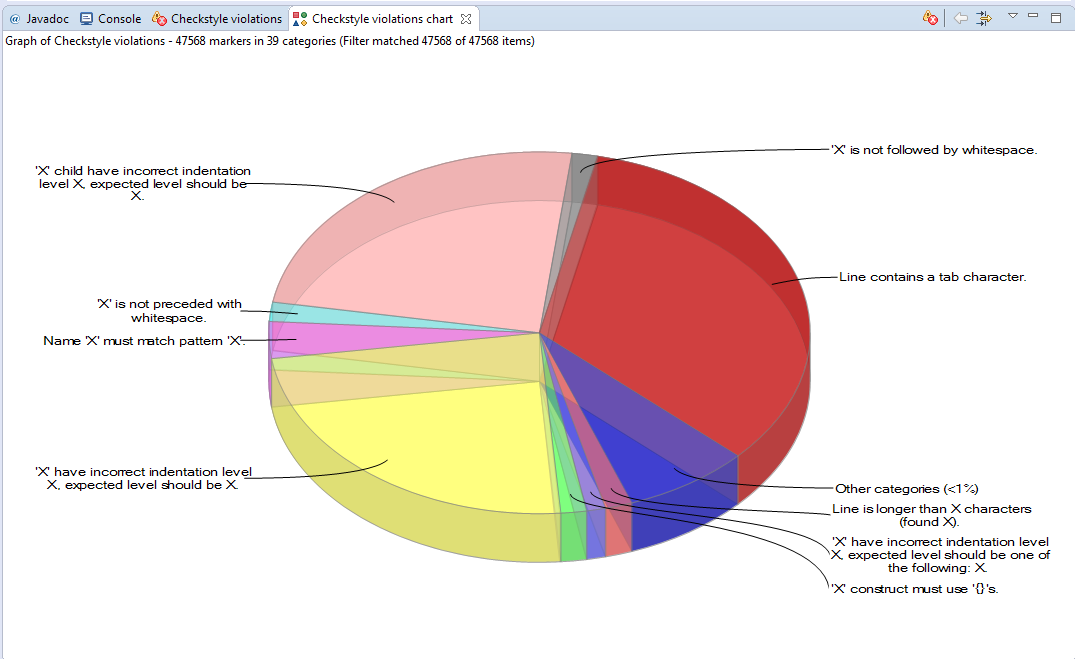 @ Javadoc Console Checkstyle violations Checkstyle violations chart
Graph of Checkstyle violations - 47568 markers in 39 categories (Filter matched 47568 of 47568 items)
'X' is not followed by whitespace.
'X' child have incorrect indentation
level X, expected level should be
X.
Line contains a tab character.
'X' is not preceded with
whitespace.
Name 'X' must match pattern 'X'.
'X' have incorrect indentation level
X, expected level should be X.
Other categories (<1%)
Line is longer than X characters
(found X).
'X' have incorrect indentation level
X, expected level should be one of
the following: X.
'X' construct must use '{}'s.